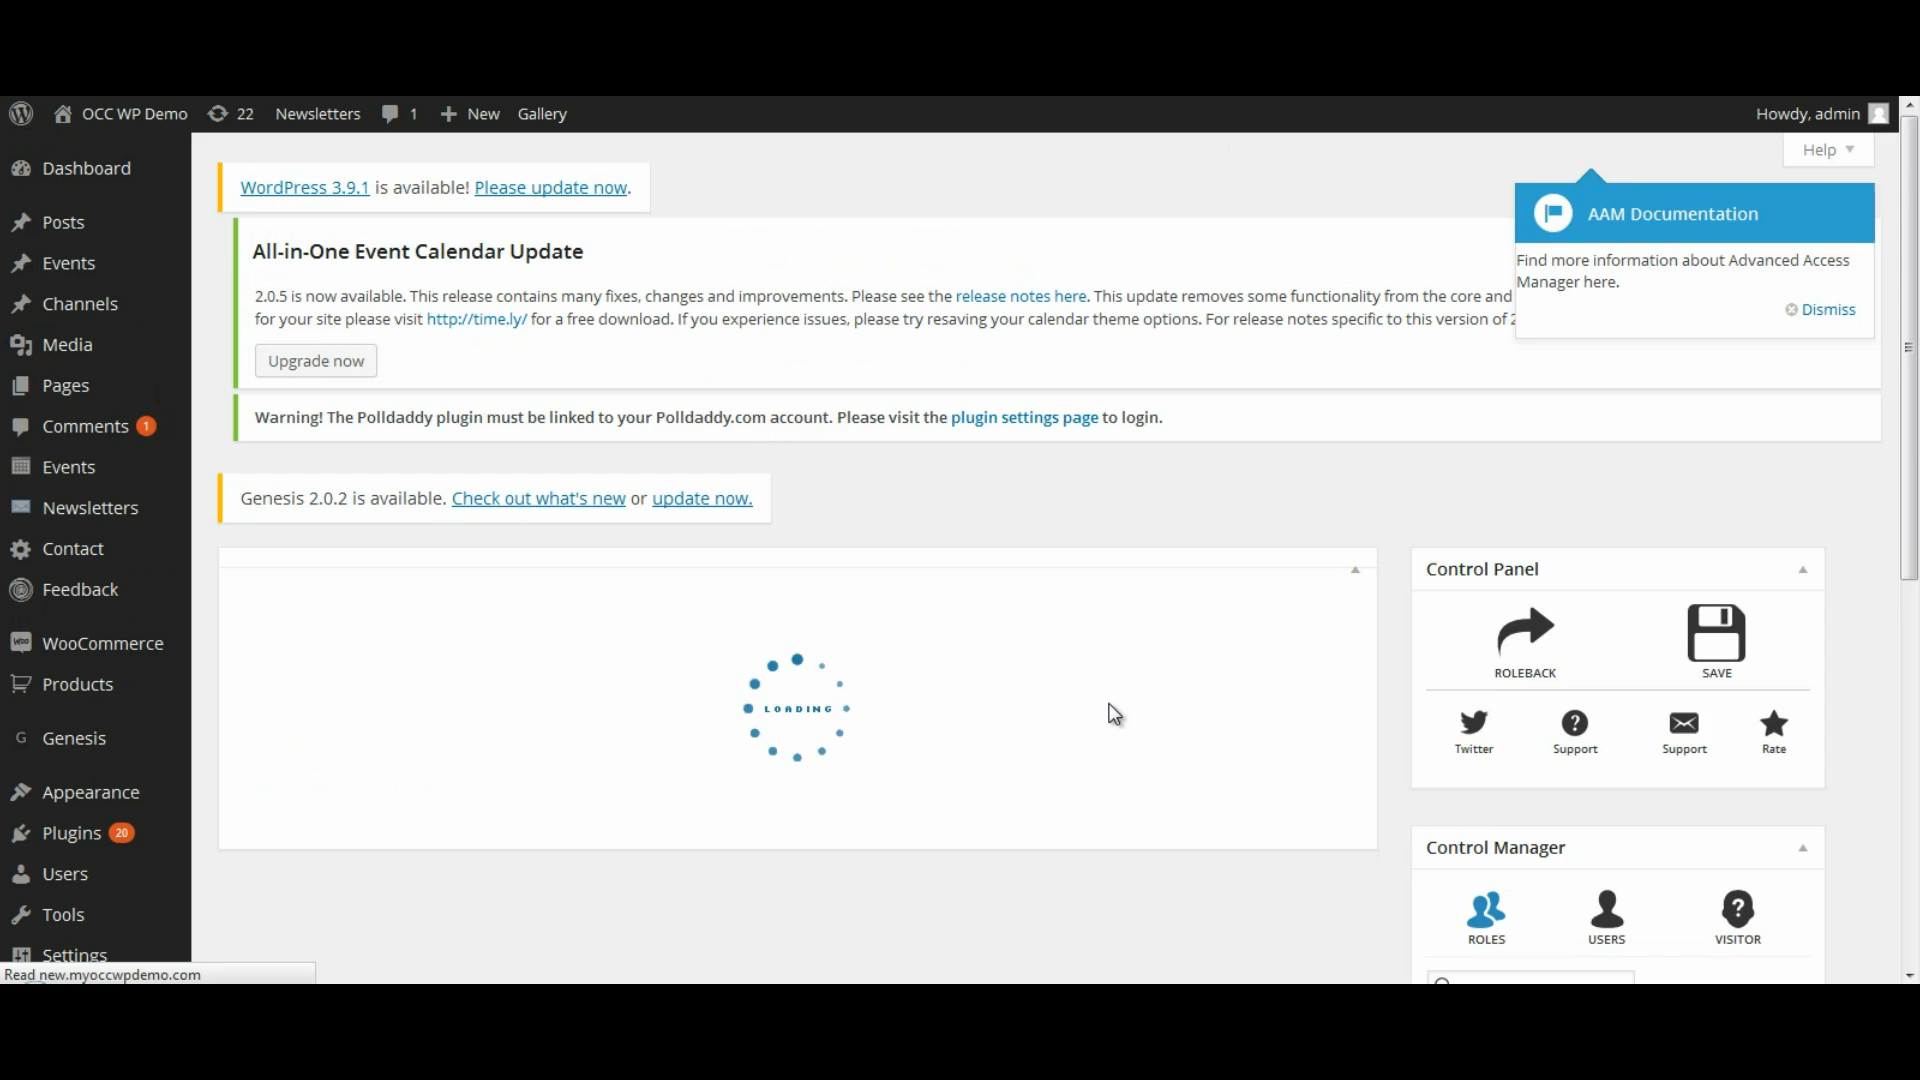 OCC WP Demo 22 Newsletters 1 New Gallery Howdy, admin
Help
Dashboard
Posts
Events
Channels
Media
Pages
Comments 1
Events
Newsletters
Contact
Feedback
WooCommerce
Products
G Genesis
Appearance
Plugins 20
Users
Tools
Settings
Read new.myoccwpdemo.com
WordPress 3.9.1 is available! Please update now.
All-in-One Event Calendar Update
2.0.5 is now available. This release contains many fixes, changes and improvements. Please see the release notes here. This update removes some functionality from the core and
for your site please visit http://time.ly/ for a free download. If you experience issues, please try resaving your calendar theme options. For release notes specific to this version of
Upgrade now
AAM Documentation
Find more information about Advanced Access
Manager here.
Dismiss
Warning! The Polldaddy plugin must be linked to your Polldaddy.com account. Please visit the plugin settings page to login.
Genesis 2.0.2 is available. Check out what's new or update now.
LOADING
Control Panel
ROLEBACK SAVE
Twitter Support Support Rate
Control Manager
ROLES USERS VISITOR